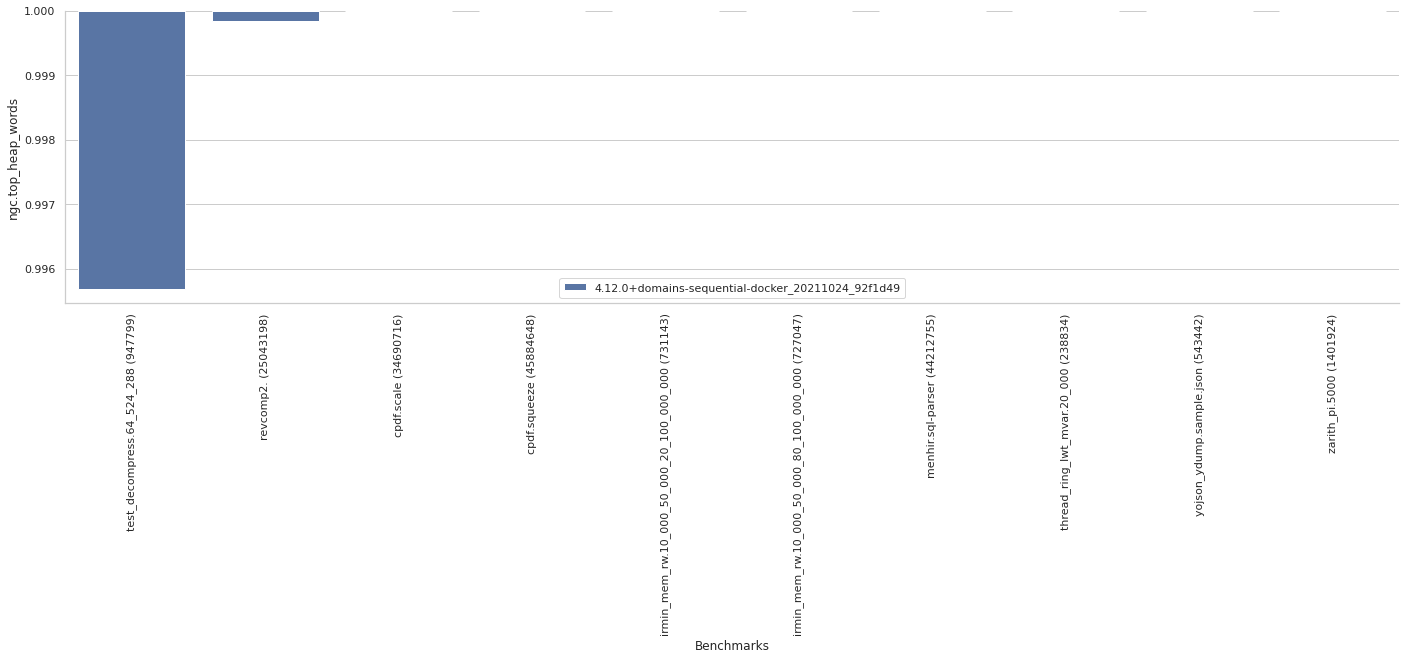 1.000
0.999
0.998
0.997
0.996
ngc.top_heap_words
4.12.0+domains-sequential-docker_20211024_92f1d49
test_decompress.64_524_288 (947799)
revcomp2. (25043198)
cpdf.scale (34690716)
cpdf.squeeze (45884648)
irmin_mem_rw.10_000_50_000_20_100_000_000 (731143)
irmin_mem_rw.10_000_50_000_80_100_000_000 (727047)
menhir.sql-parser (44212755)
thread_ring_lwt_mvar.20_000 (238834)
yojson_ydump.sample.json (543442)
zarith_pi.5000 (1401924)
Benchmarks